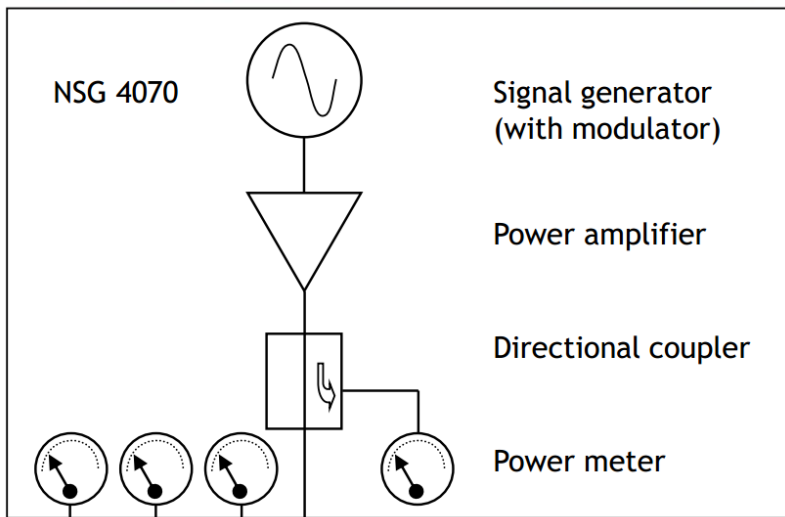 NSG 4070
Signal generator
(with modulator)
Power amplifier
Directional coupler
Power meter